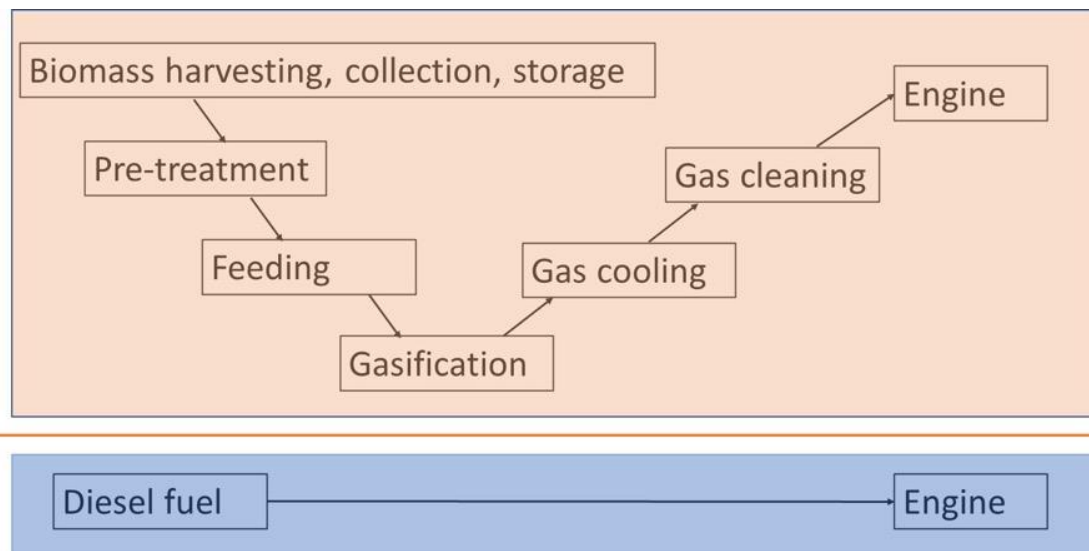 Biomass harvesting, collection, storage
Pre-treatment
Feeding
Gasification
Gas cooling
Gas cleaning
Engine
Diesel fuel
Engine